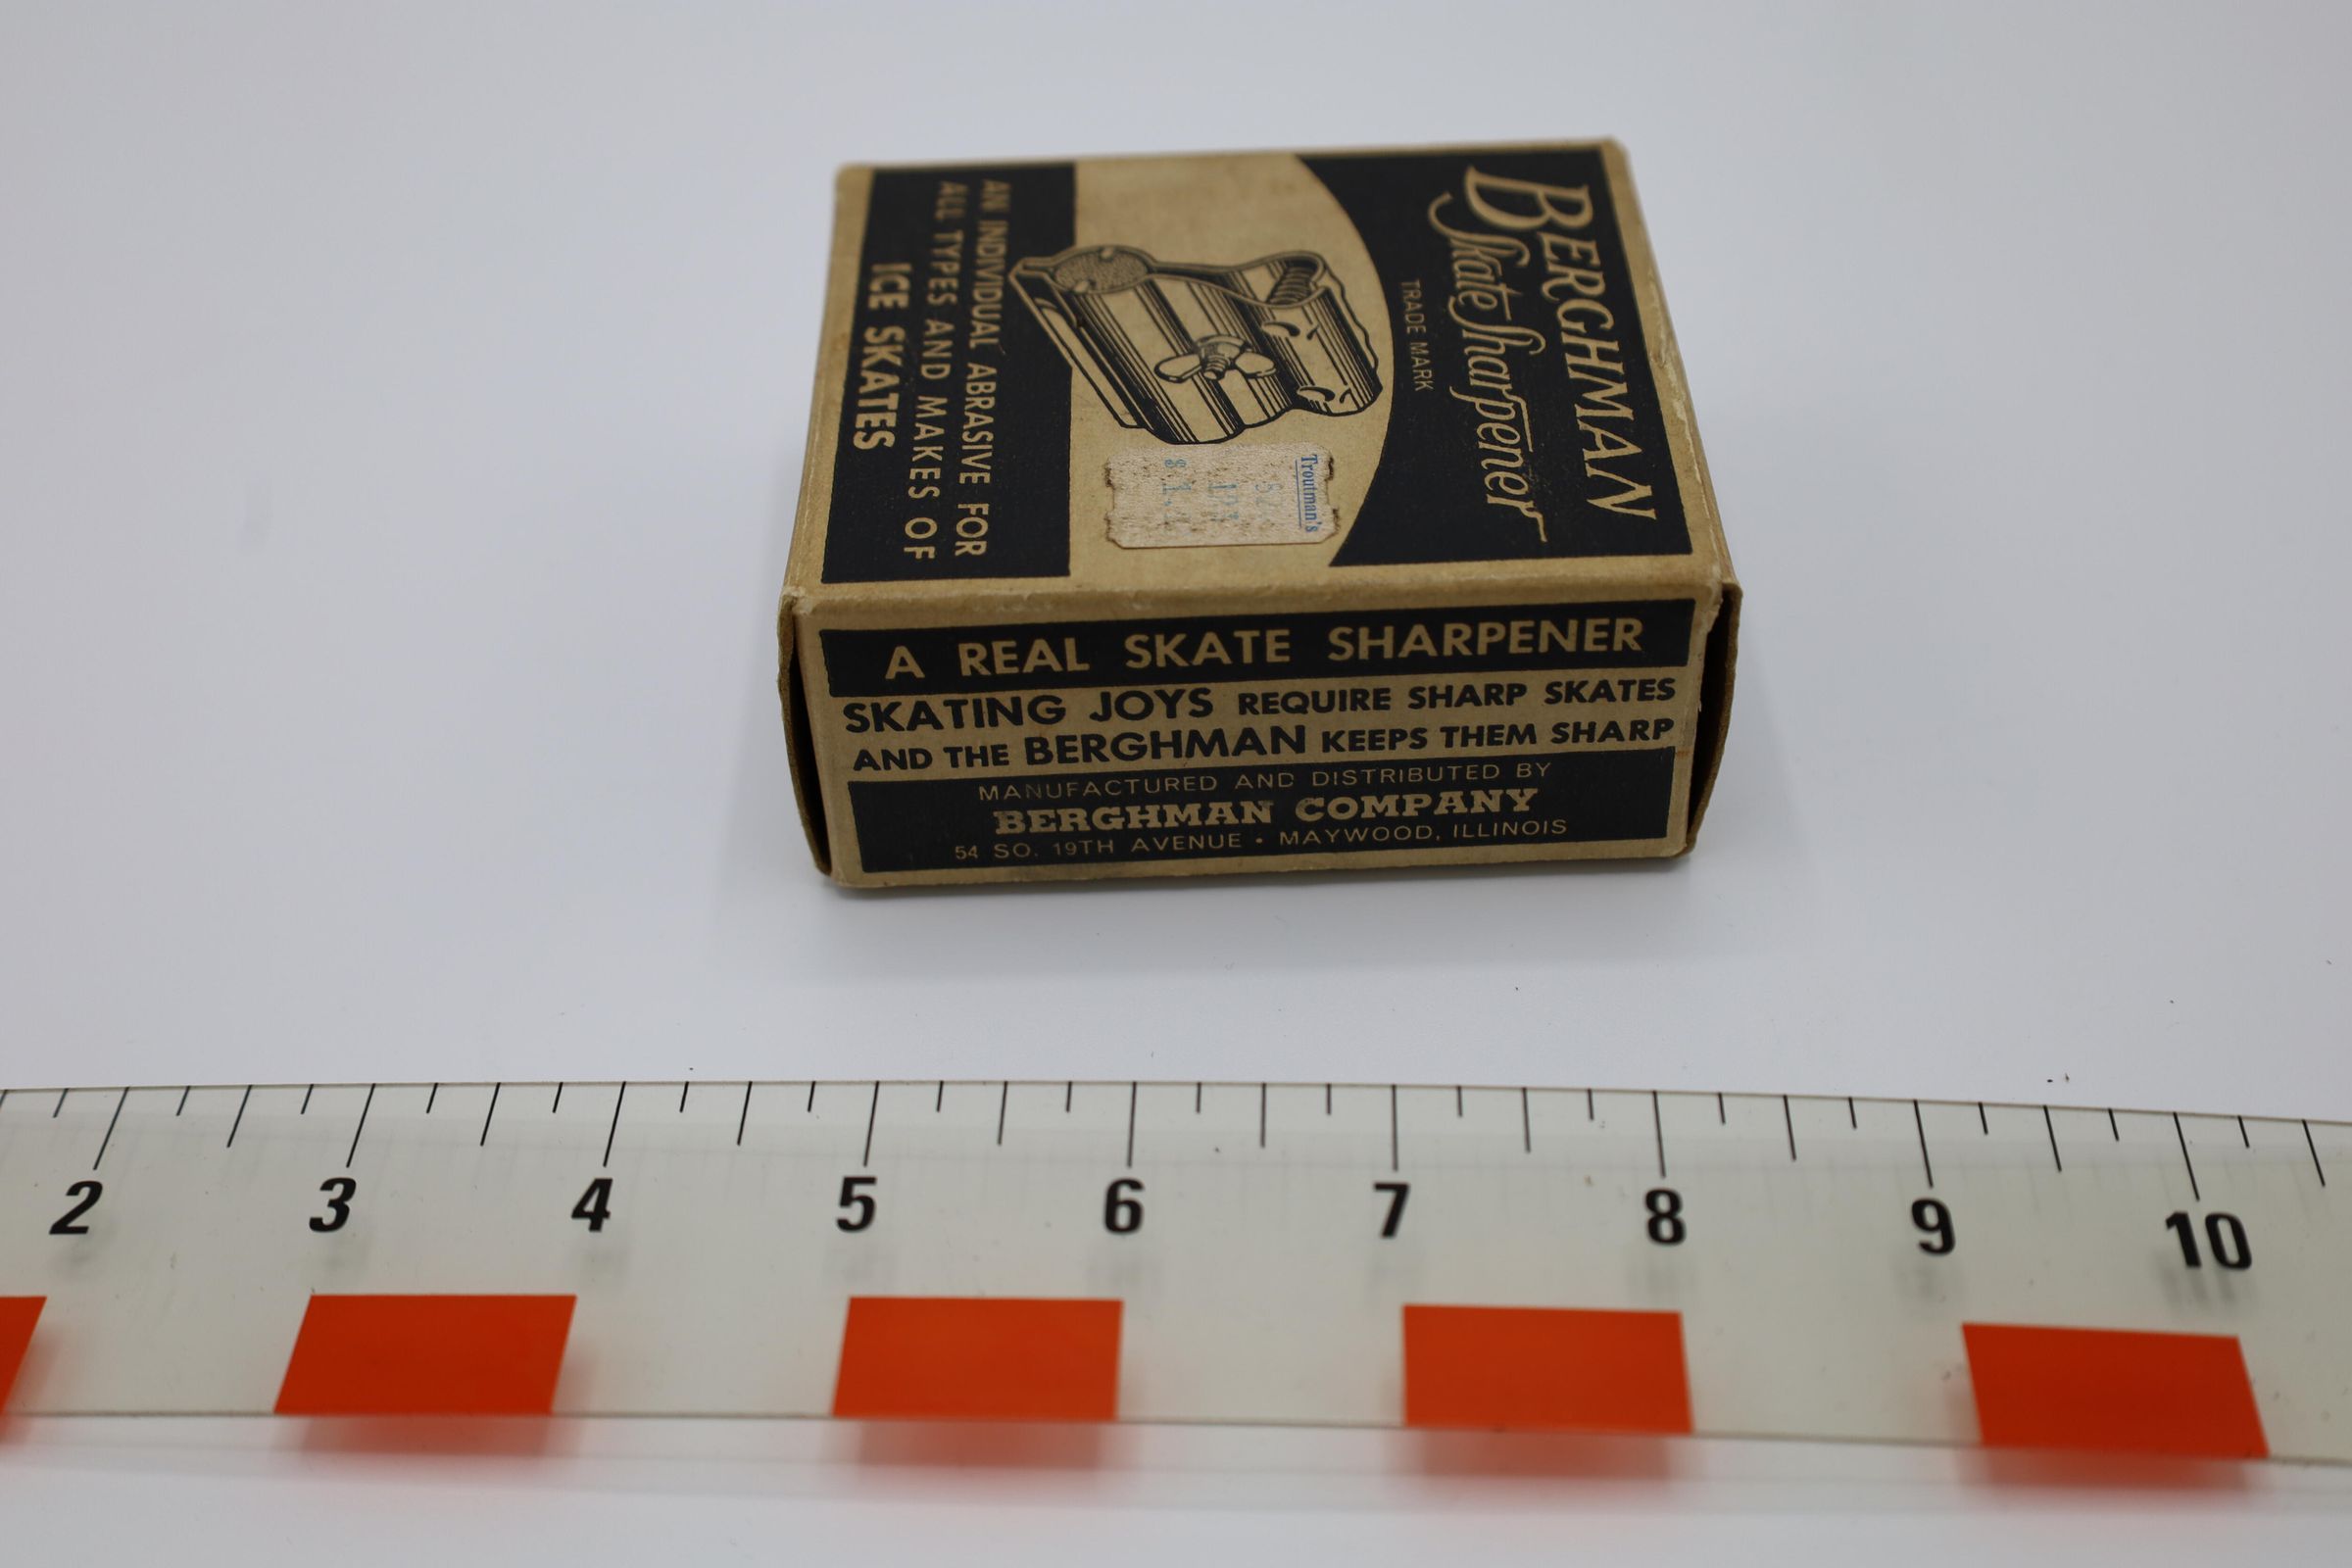 BERGHMAN
Skate Sharpener
TRADE MARK
Troutman's
AN INDIVIDUAL ABRASIVE FOR
ALL TYPES AND MAKES OF
ICE SKATES
A REAL SKATE SHARPENER
SKATING JOYS REQUIRE SHARP SKATES
AND THE BERGHMAN KEEPS THEM SHARP
MANUFACTURED AND DISTRIBUTED BY
BERGHMAN COMPANY
54 SO. 19TH AVENUE • MAYWOOD, ILLINOIS
2 3 4 5 6 7 8 9 10